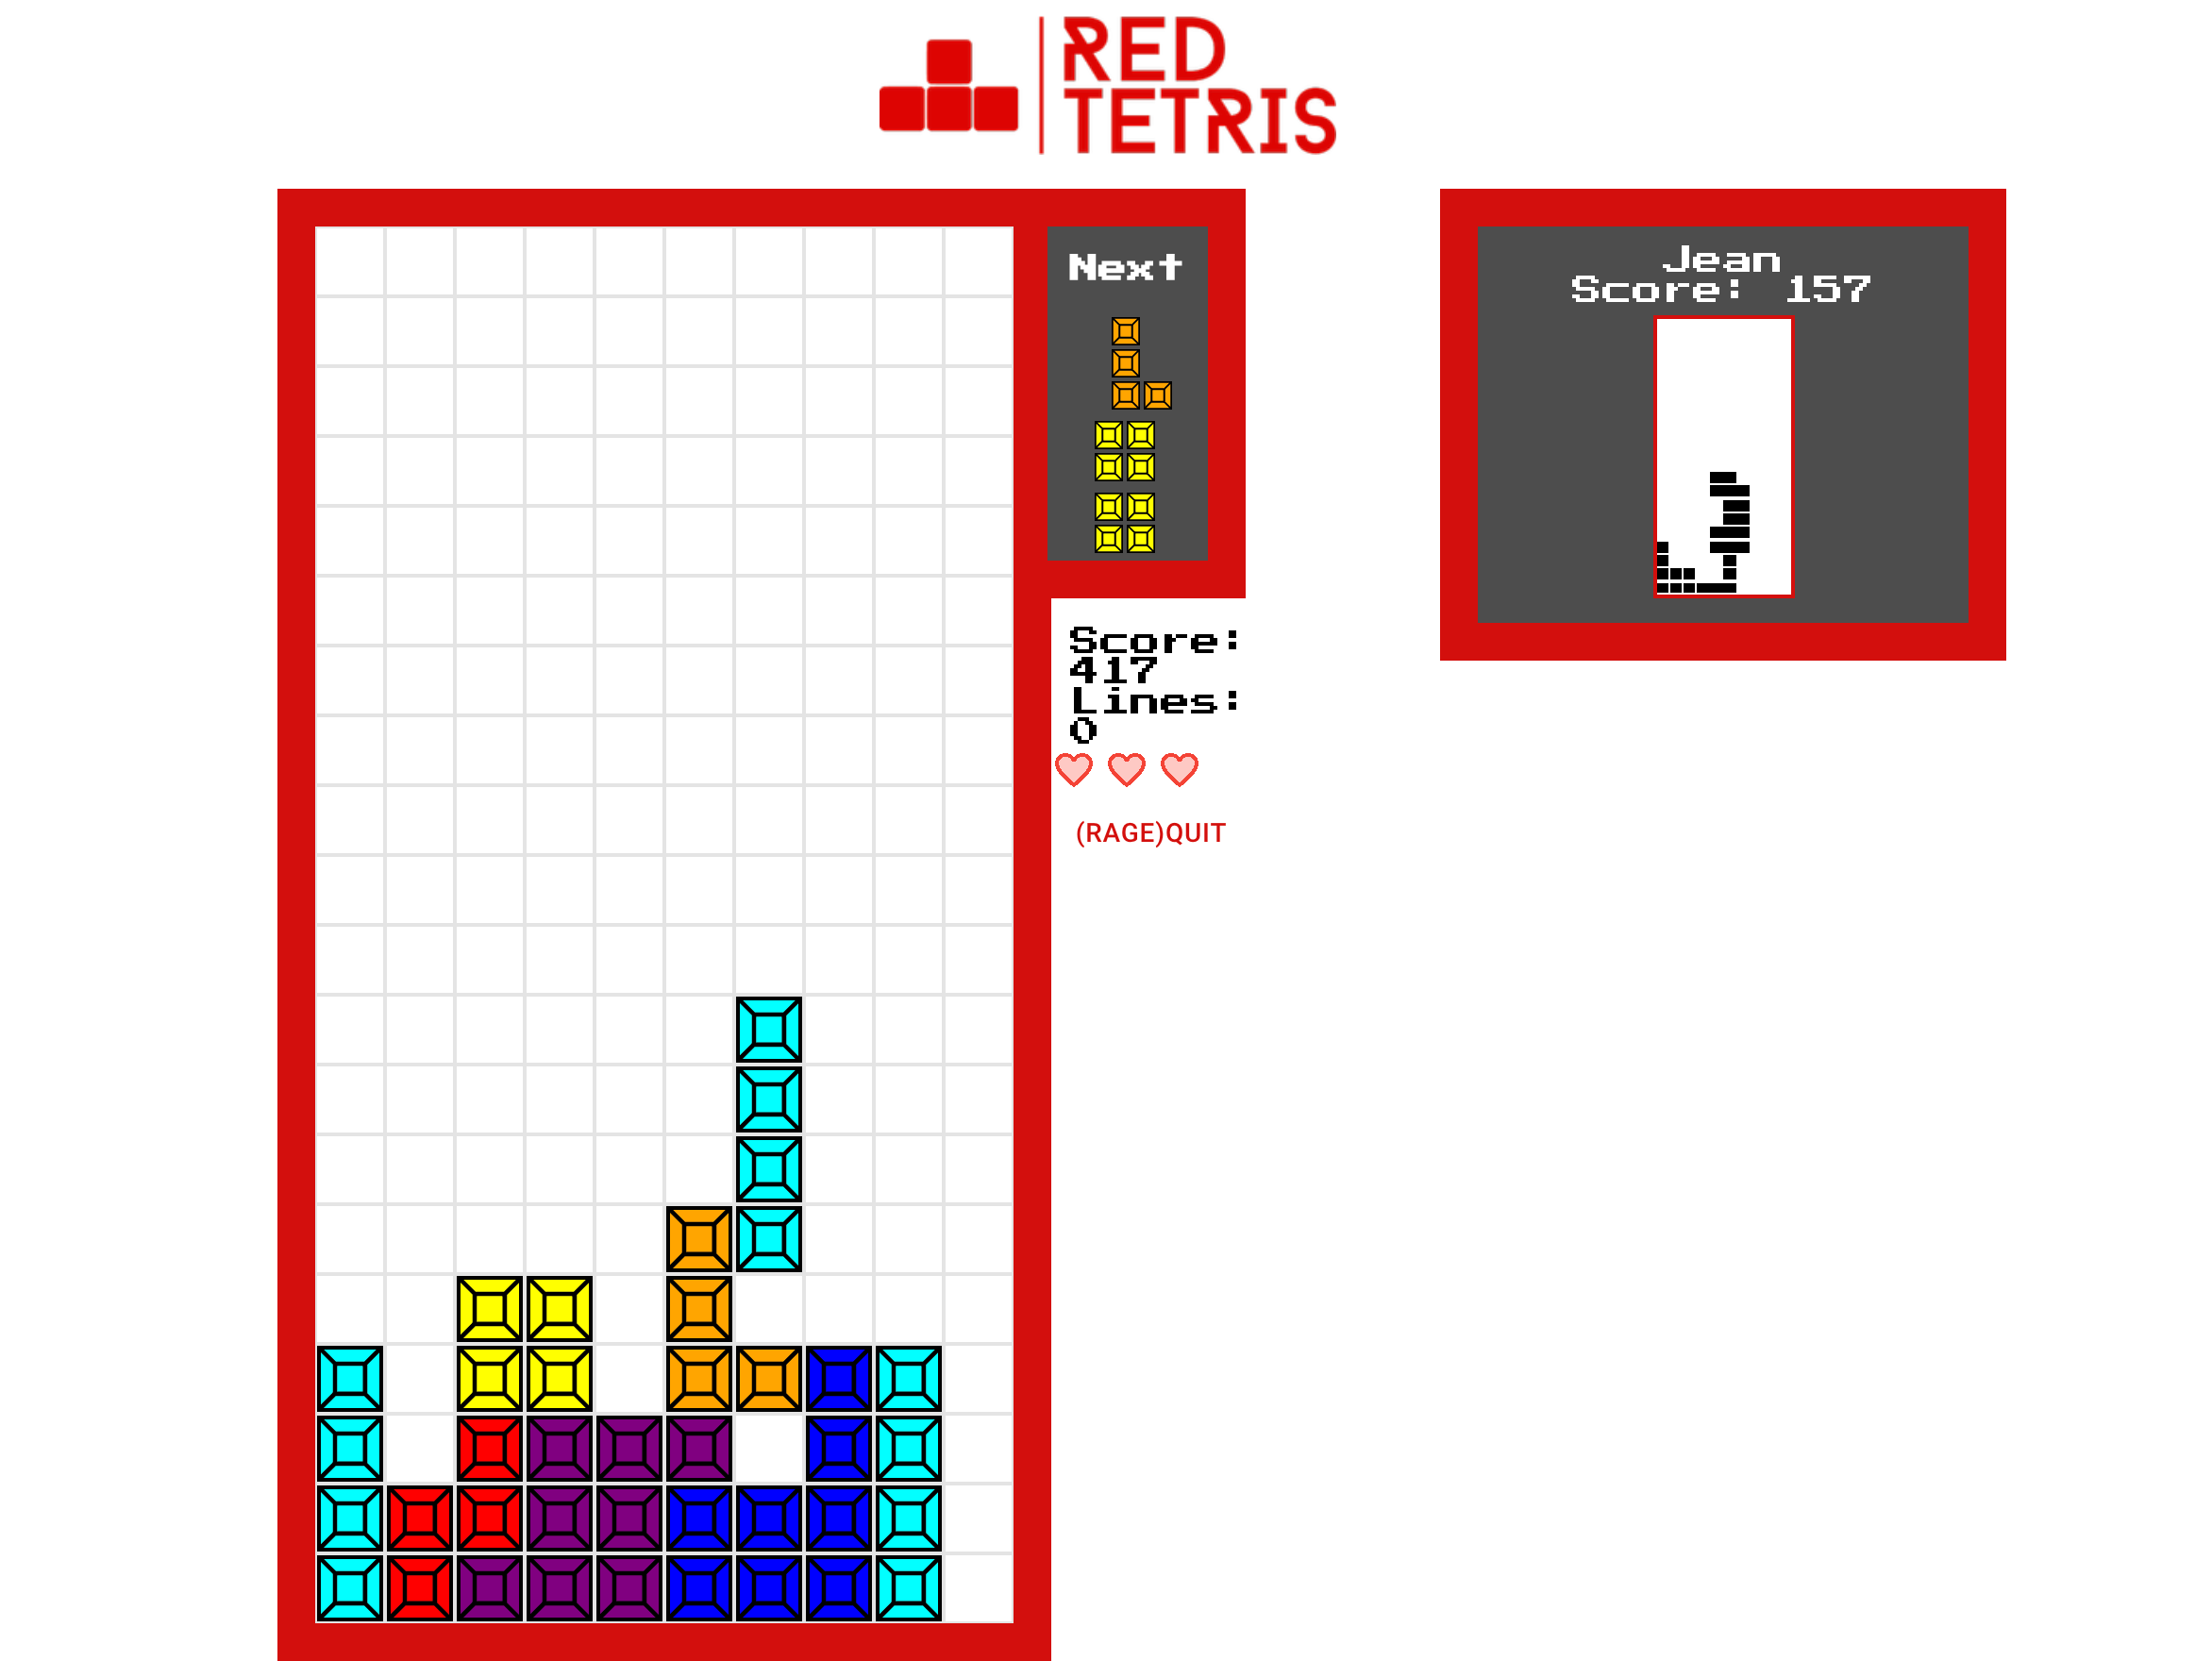 RED
TETRIS
Next
Score:
417
Lines:
0
(RAGE)QUIT
Jean
Score: 157